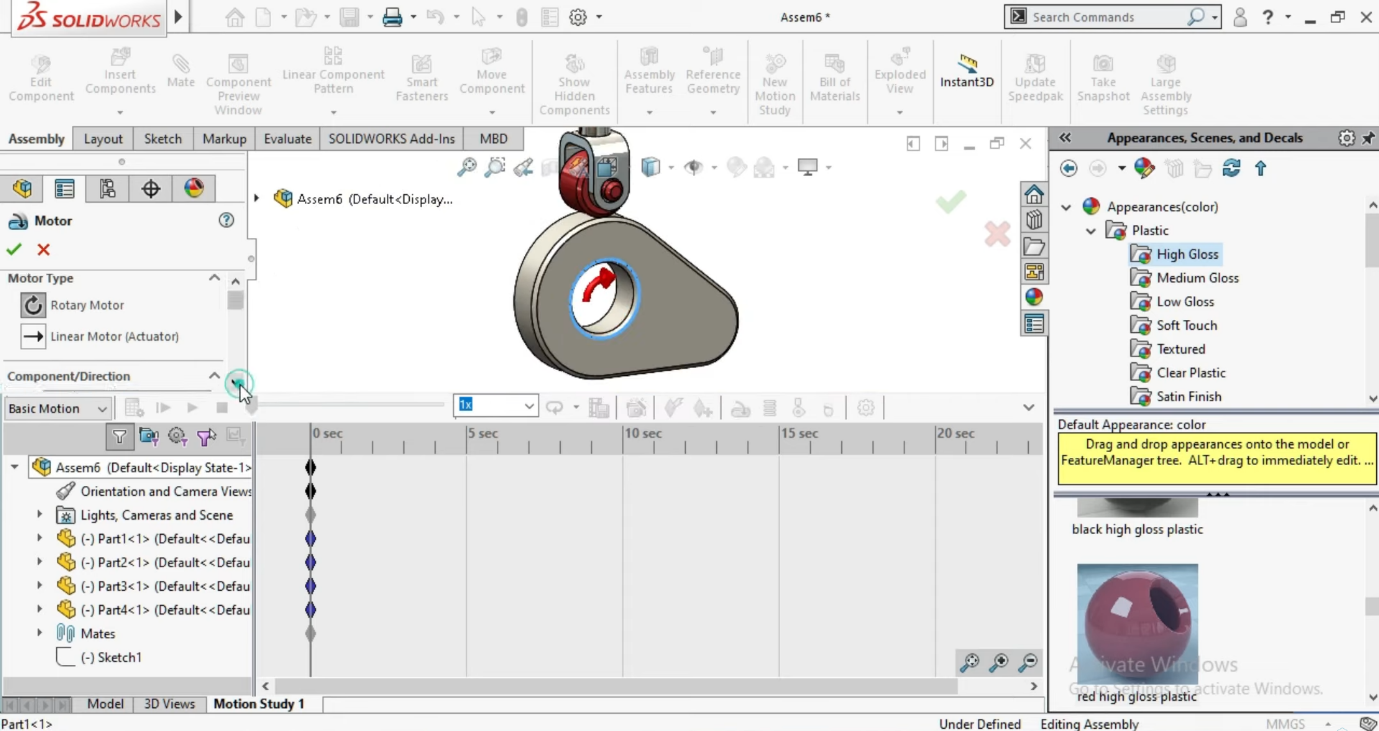 SOLIDWORKS
Assem6 *
Search Commands
Edit Component
Insert Components
Mate
Component Preview Window
Linear Component Pattern
Smart Fasteners
Move Component
Show Hidden Components
Assembly Features
Reference Geometry
New Motion Study
Bill of Materials
Exploded View
Instant3D
Update Speedpak
Take Snapshot
Large Assembly Settings
Assembly
Layout
Sketch
Markup
Evaluate
SOLIDWORKS Add-Ins
MBD
Appearances, Scenes, and Decals
Motor
Motor Type
Rotary Motor
Linear Motor (Actuator)
Component/Direction
Assem6 (Default<Display...
Appearances(color)
Plastic
High Gloss
Medium Gloss
Low Gloss
Soft Touch
Textured
Clear Plastic
Satin Finish
Default Appearance: color
Drag and drop appearances onto the model or
FeatureManager tree. ALT+drag to immediately edit. ...
black high gloss plastic
red high gloss plastic
Activate Windows
Go to Settings to activate Windows.
Basic Motion
1x
0 sec
5 sec
10 sec
15 sec
20 sec
Assem6 (Default<Display State-1>
Orientation and Camera Views
Lights, Cameras and Scene
(-) Part1<1> (Default<<Defau
(-) Part2<1> (Default<<Defau
(-) Part3<1> (Default<<Defau
(-) Part4<1> (Default<<Defau
Mates
(-) Sketch1
Model
3D Views
Motion Study 1
Part1<1>
Under Defined
Editing Assembly
MMGS